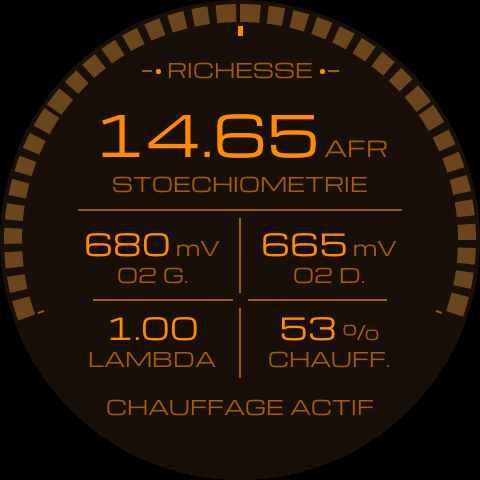 RICHESSE
14.65 AFR
STOECHIOMETRIE
680 mV 665 mV
O2 G. O2 D.
1.00 53 %
LAMBDA CHAUFF.
CHAUFFAGE ACTIF